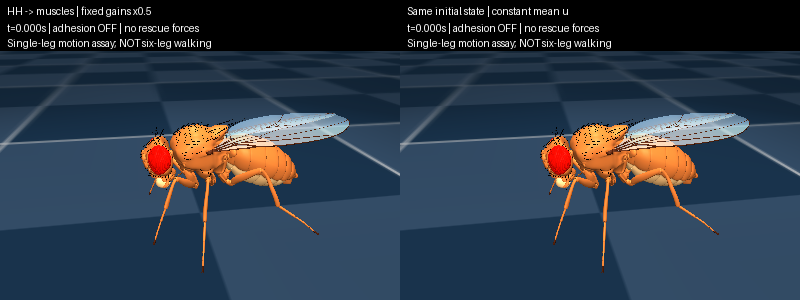 HH -> muscles | fixed gains x0.5
t=0.000s | adhesion OFF | no rescue forces
Single-leg motion assay; NOT six-leg walking
Same initial state | constant mean u
t=0.000s | adhesion OFF | no rescue forces
Single-leg motion assay; NOT six-leg walking